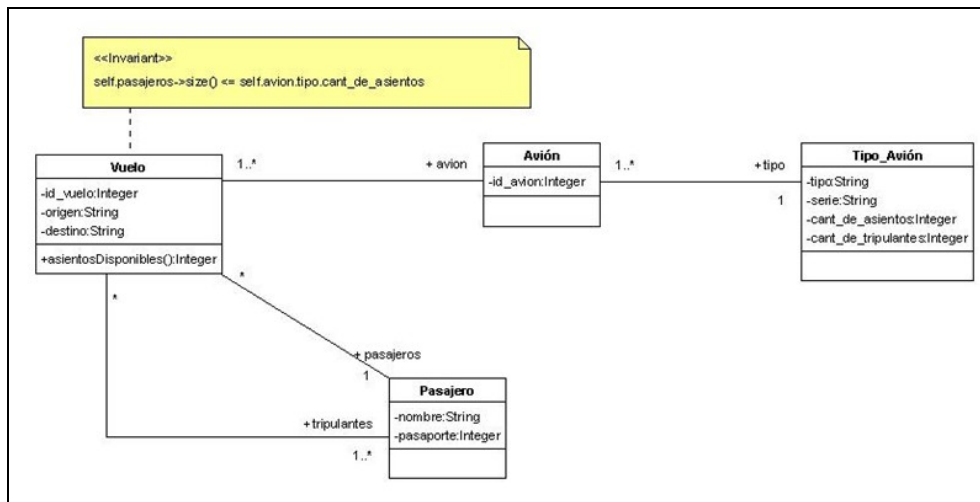 <<Invariant>>
self.pasajeros->size() <= self.avion.tipo.cant_de_asientos
Vuelo
-id_vuelo:Integer
-origen:String
-destino:String
+asientosDisponibles():Integer
1..*
+ avion
Avión
-id_avion:Integer
1..*
+tipo
1
Tipo_Avión
-tipo:String
-serie:String
-cant_de_asientos:Integer
-cant_de_tripulantes:Integer
*
*
+ pasajeros
1
Pasajero
-nombre:String
-pasaporte:Integer
+tripulantes
1..*